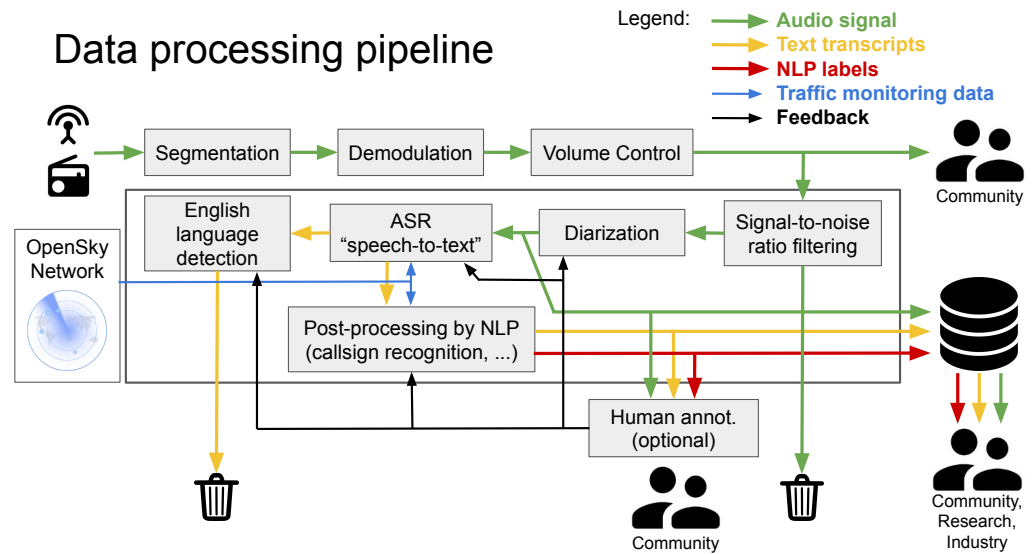 Data processing pipeline
Legend:
Audio signal
Text transcripts
NLP labels
Traffic monitoring data
Feedback
Segmentation
Demodulation
Volume Control
Community
English
language
detection
ASR
“speech-to-text”
Diarization
Signal-to-noise
ratio filtering
OpenSky
Network
Post-processing by NLP
(callsign recognition, ...)
Human annot.
(optional)
Community
Community,
Research,
Industry